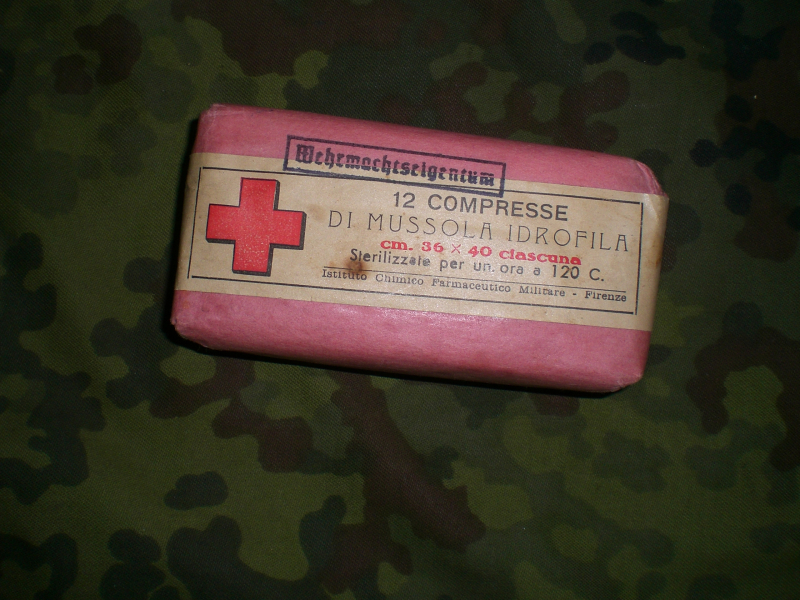 Wehrmachtseigentum
12 COMPRESSE
DI MUSSOLA IDROFILA
cm. 36 × 40 ciascuna
Sterilizzate per un ora a 120 C.
Istituto Chimico Farmaceutico Militare - Firenze